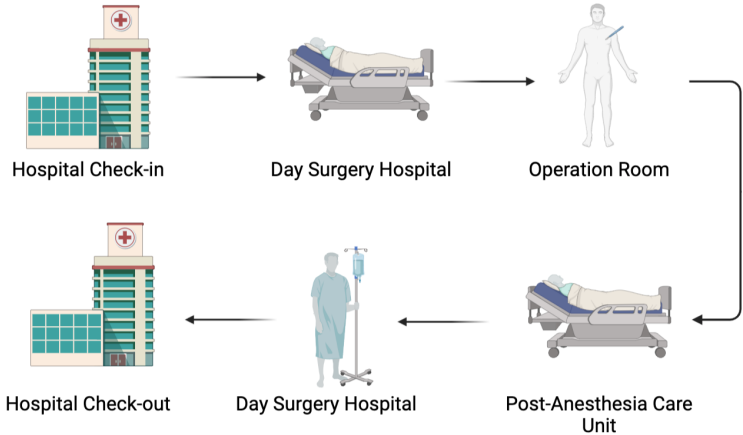 Hospital Check-in
Day Surgery Hospital
Operation Room
Hospital Check-out
Day Surgery Hospital
Post-Anesthesia Care
Unit